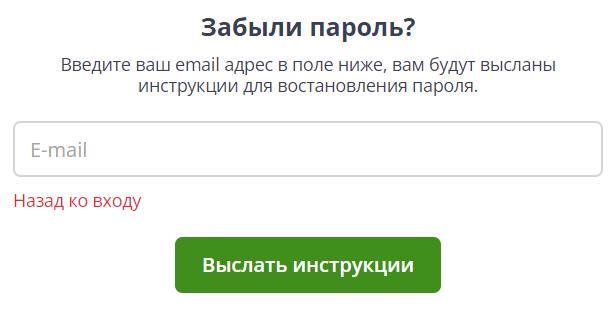 Забыли пароль?
Введите ваш email адрес в поле ниже, вам будут высланы
инструкции для востановления пароля.
E-mail
Назад ко входу
Выслать инструкции